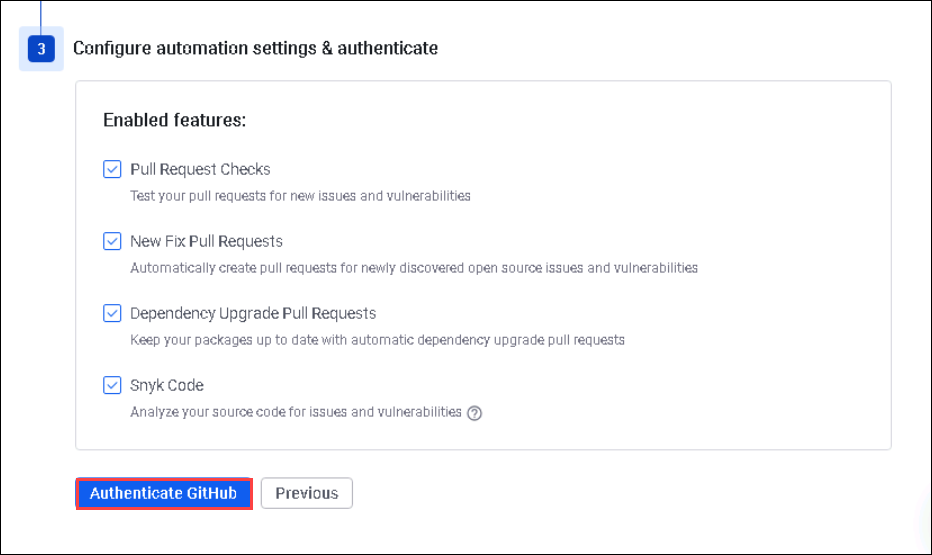 3
Configure automation settings & authenticate
Enabled features:
Pull Request Checks
Test your pull requests for new issues and vulnerabilities
New Fix Pull Requests
Automatically create pull requests for newly discovered open source issues and vulnerabilities
Dependency Upgrade Pull Requests
Keep your packages up to date with automatic dependency upgrade pull requests
Snyk Code
Analyze your source code for issues and vulnerabilities ?
Authenticate GitHub
Previous